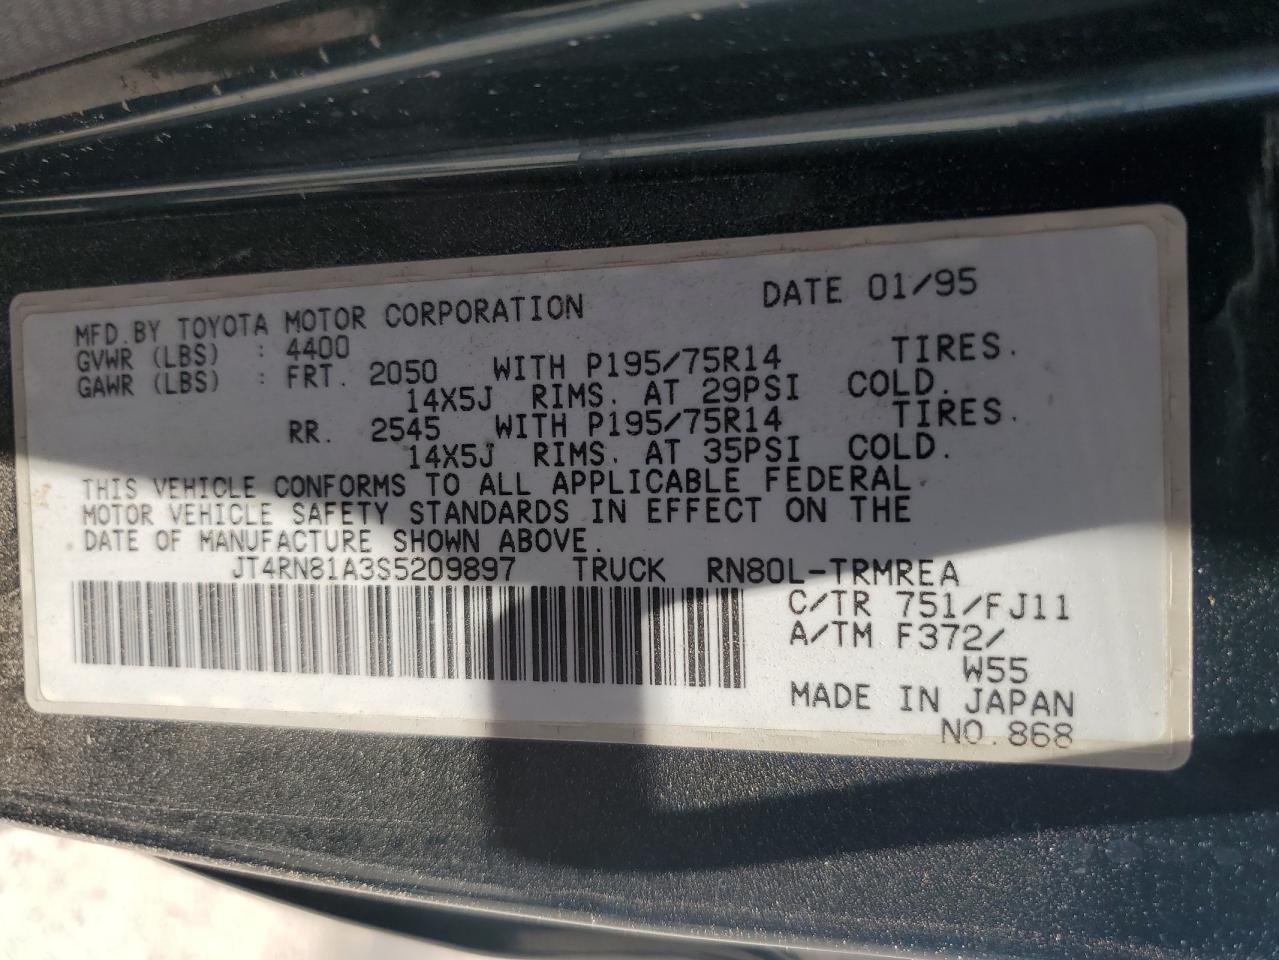 MFD. BY TOYOTA MOTOR CORPORATION DATE 01/95
GVWR (LBS) : 4400
GAWR (LBS) : FRT. 2050 WITH P195/75R14 TIRES.
14X5J RIMS. AT 29PSI COLD.
RR. 2545 WITH P195/75R14 TIRES.
14X5J RIMS. AT 35PSI COLD.
THIS VEHICLE CONFORMS TO ALL APPLICABLE FEDERAL
MOTOR VEHICLE SAFETY STANDARDS IN EFFECT ON THE
DATE OF MANUFACTURE SHOWN ABOVE.
JT4RN81A3S5209897 TRUCK RN80L-TRMREA
C/TR 751/FJ11
A/TM F372/
W55
MADE IN JAPAN
NO. 868